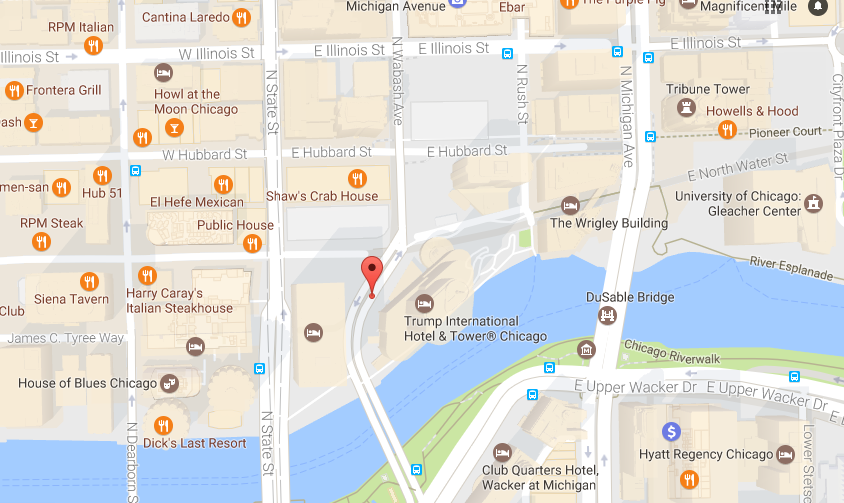 Michigan Avenue
Ebar
The Purple Pig
Magnificent Mile
Cantina Laredo
RPM Italian
Illinois St
W Illinois St
E Illinois St
E Illinois St
E Illinois St
N Wabash Ave
N State St
N Rush St
N Michigan Ave
Cityfront Plaza Dr
Frontera Grill
Howl at the
Moon Chicago
Tribune Tower
Howells & Hood
Pioneer Court
ash
W Hubbard St
E Hubbard St
E Hubbard St
E North Water St
men-san
Hub 51
El Hefe Mexican
Shaw's Crab House
University of Chicago:
Gleacher Center
RPM Steak
Public House
The Wrigley Building
River Esplanade
Siena Tavern
Harry Caray's
Italian Steakhouse
Club
DuSable Bridge
Trump International
Hotel & Tower® Chicago
James C. Tyree Way
Chicago Riverwalk
House of Blues Chicago
E Upper Wacker Dr
E Upper Wacker Dr
E
N Dearborn S
N State St
Dick's Last Resort
Club Quarters Hotel,
Wacker at Michigan
Hyatt Regency Chicago
Lower Stetso